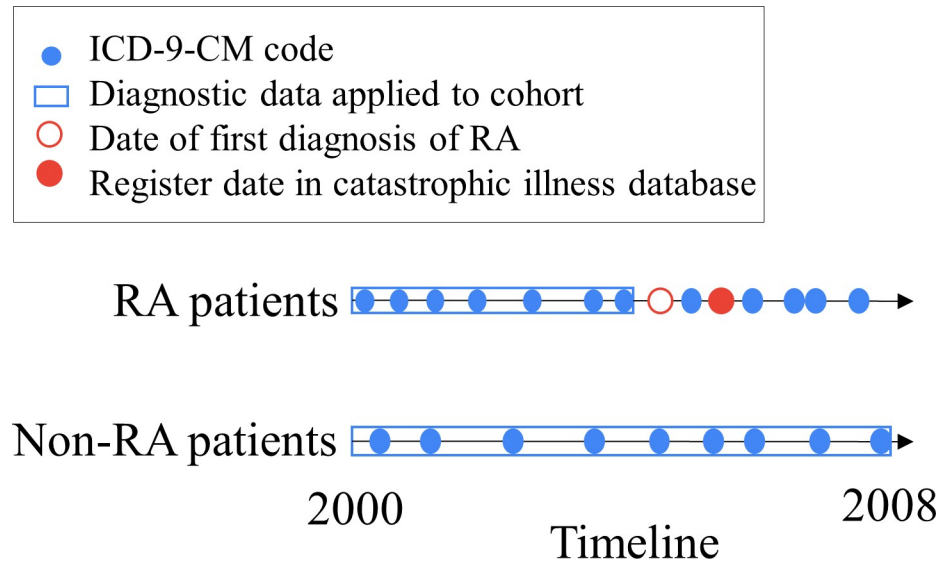 ICD-9-CM code
Diagnostic data applied to cohort
Date of first diagnosis of RA
Register date in catastrophic illness database
RA patients
Non-RA patients
2000
2008
Timeline